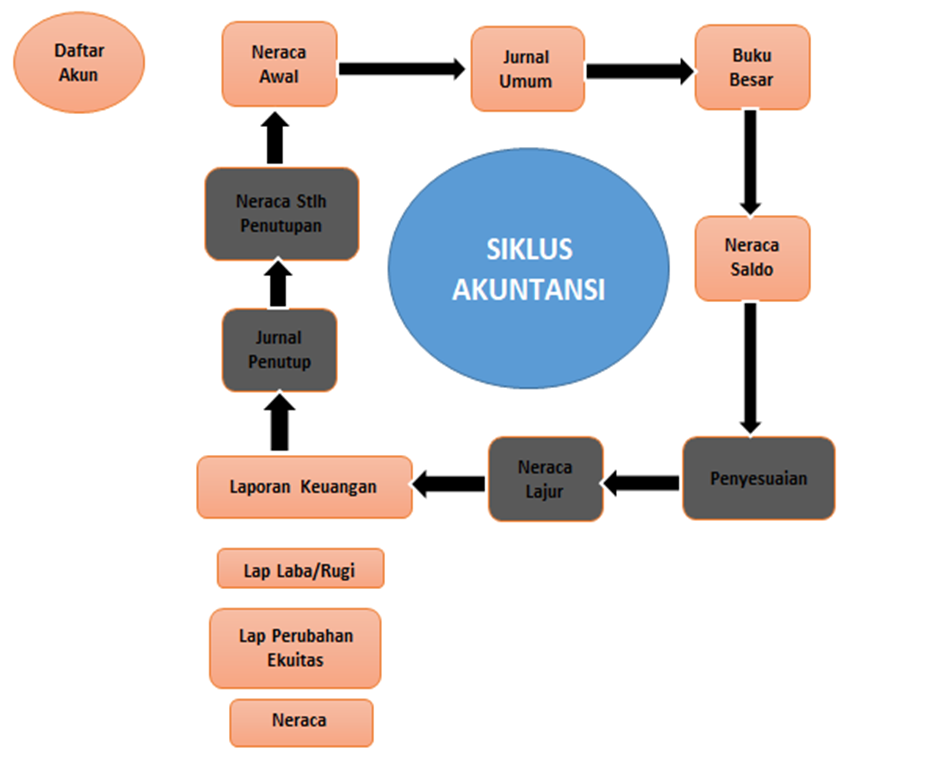 Daftar
Akun
Neraca
Awal
Jurnal
Umum
Buku
Besar
Neraca Stlh
Penutupan
SIKLUS
AKUNTANSI
Neraca
Saldo
Jurnal
Penutup
Laporan Keuangan
Neraca
Lajur
Penyesuaian
Lap Laba/Rugi
Lap Perubahan
Ekuitas
Neraca